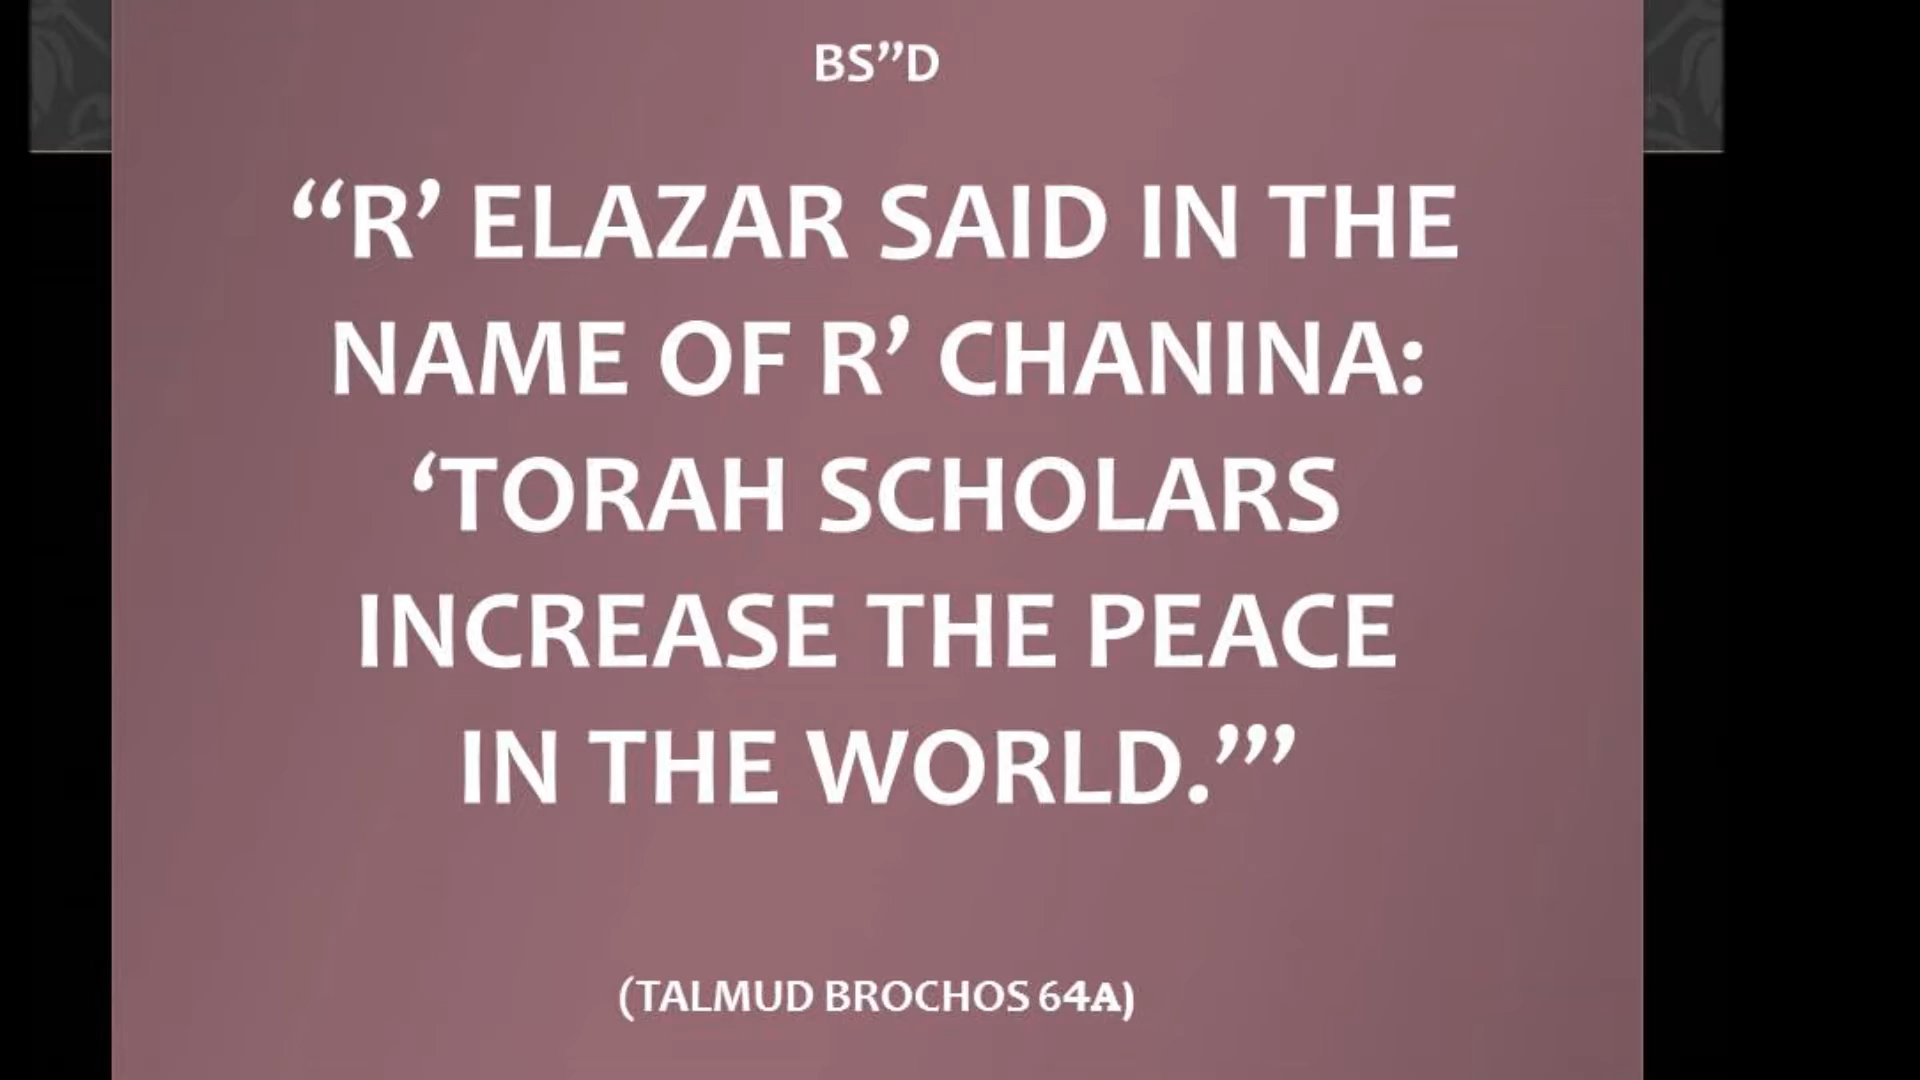 BS”D
“R’ ELAZAR SAID IN THE
NAME OF R’ CHANINA:
‘TORAH SCHOLARS
INCREASE THE PEACE
IN THE WORLD.’”
(TALMUD BROCHOS 64A)